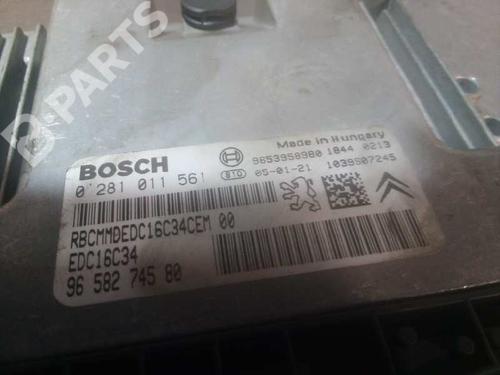 B PARTS
BOSCH
0 281 011 561
Made in Hungary
9653958980 1844 0213
810 05-01-21 1039S07245
RBCMMDEDC16C34CEM 00
EDC16C34
96 582 745 80